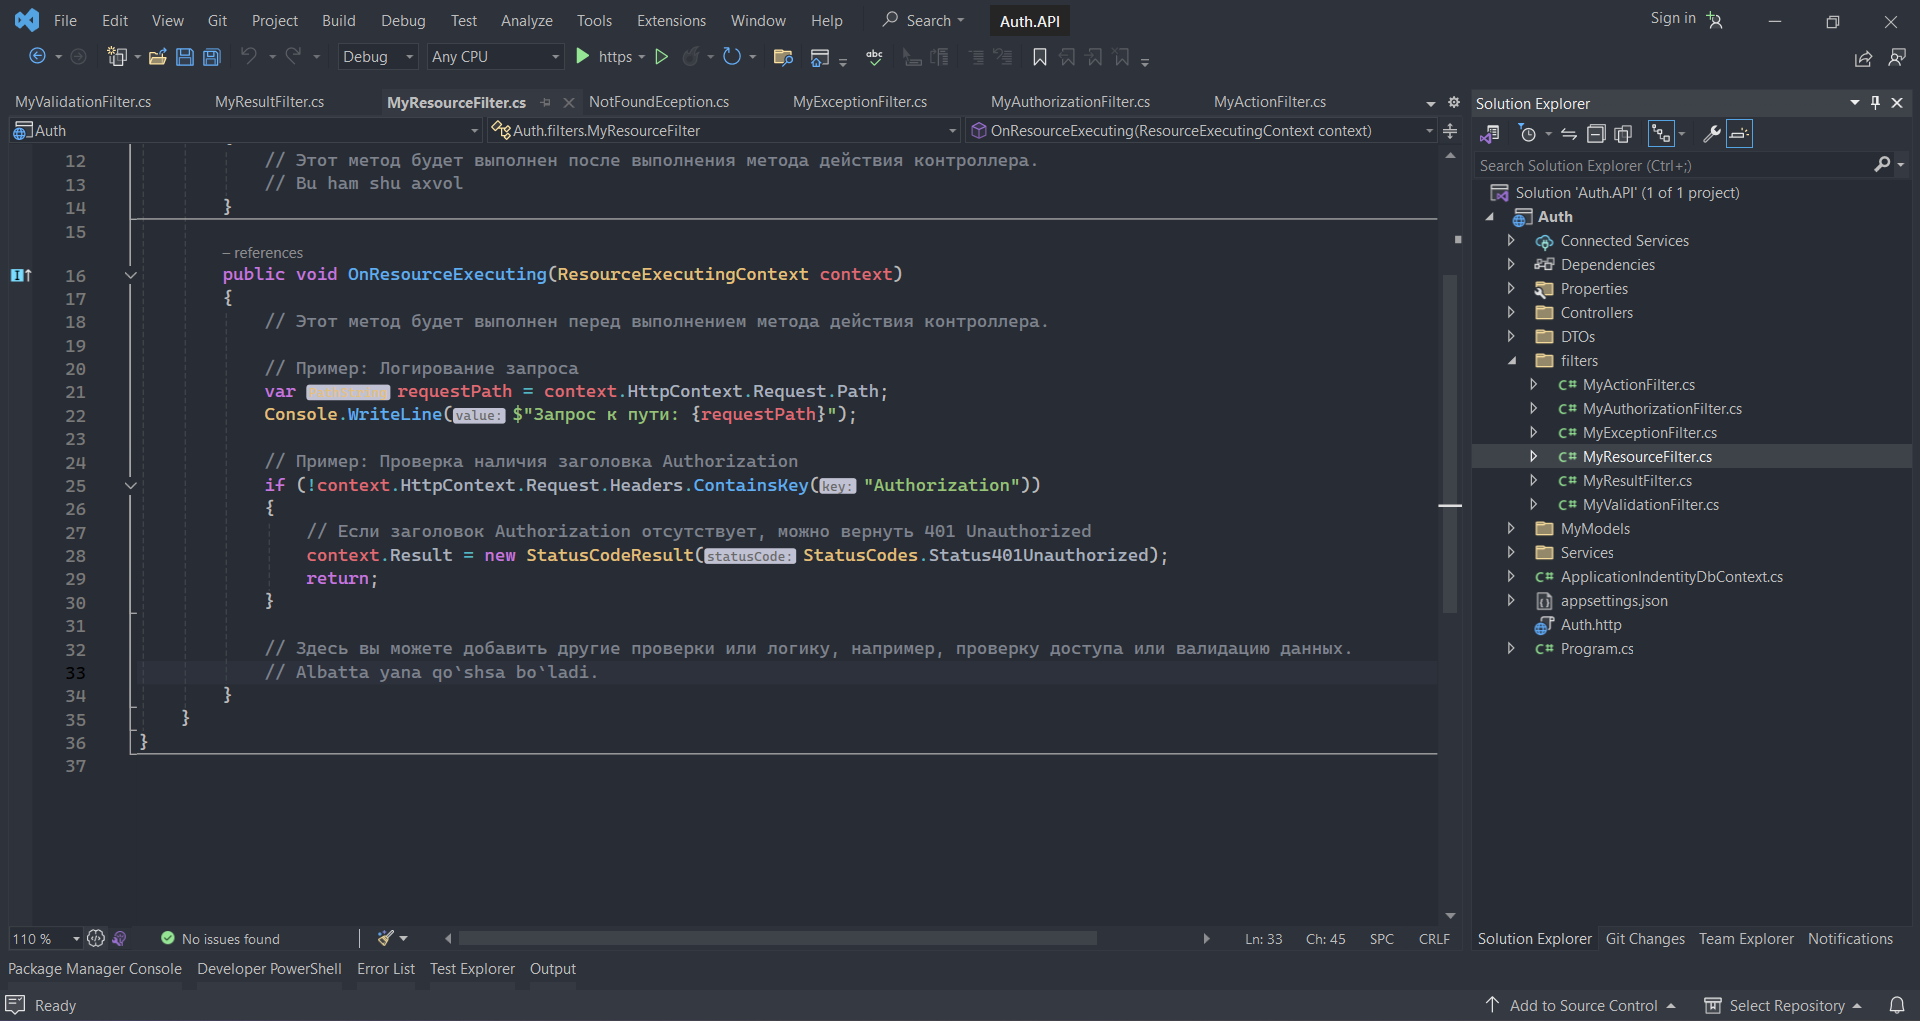 File Edit View Git Project Build Debug Test Analyze Tools Extensions Window Help Search Auth.API Sign in
Debug Any CPU https
MyValidationFilter.cs MyResultFilter.cs MyResourceFilter.cs NotFoundEception.cs MyExceptionFilter.cs MyAuthorizationFilter.cs MyActionFilter.cs
Auth Auth.filters.MyResourceFilter OnResourceExecuting(ResourceExecutingContext context)
12 // Этот метод будет выполнен после выполнения метода действия контроллера.
13 // Bu ham shu axvol
14 }
15
– references
16 public void OnResourceExecuting(ResourceExecutingContext context)
17 {
18 // Этот метод будет выполнен перед выполнением метода действия контроллера.
19
20 // Пример: Логирование запроса
21 var requestPath = context.HttpContext.Request.Path;
22 Console.WriteLine(value: $"Запрос к пути: {requestPath}");
23
24 // Пример: Проверка наличия заголовка Authorization
25 if (!context.HttpContext.Request.Headers.ContainsKey(key: "Authorization"))
26 {
27 // Если заголовок Authorization отсутствует, можно вернуть 401 Unauthorized
28 context.Result = new StatusCodeResult(statusCode: StatusCodes.Status401Unauthorized);
29 return;
30 }
31
32 // Здесь вы можете добавить другие проверки или логику, например, проверку доступа или валидацию данных.
33 // Albatta yana qo‘shsa bo‘ladi.
34 }
35 }
36 }
37
110 % No issues found Ln: 33 Ch: 45 SPC CRLF
Solution Explorer
Search Solution Explorer (Ctrl+;)
Solution 'Auth.API' (1 of 1 project)
Auth
Connected Services
Dependencies
Properties
Controllers
DTOs
filters
C# MyActionFilter.cs
C# MyAuthorizationFilter.cs
C# MyExceptionFilter.cs
C# MyResourceFilter.cs
C# MyResultFilter.cs
C# MyValidationFilter.cs
MyModels
Services
C# ApplicationIndentityDbContext.cs
appsettings.json
Auth.http
C# Program.cs
Solution Explorer Git Changes Team Explorer Notifications
Package Manager Console Developer PowerShell Error List Test Explorer Output
Ready Add to Source Control Select Repository